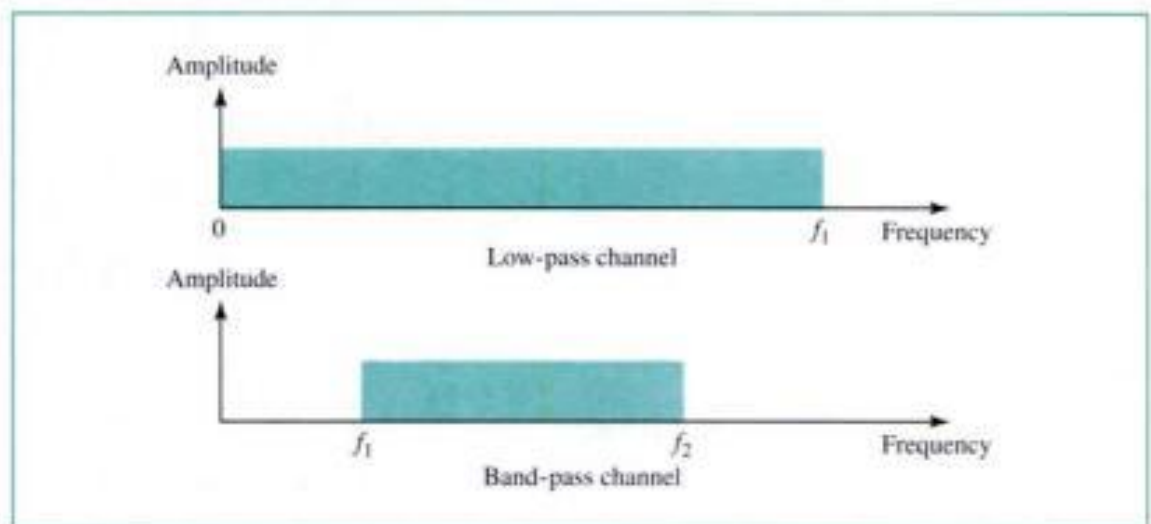 Amplitude
0
f₁
Frequency
Low-pass channel
Amplitude
f₁
f₂
Frequency
Band-pass channel